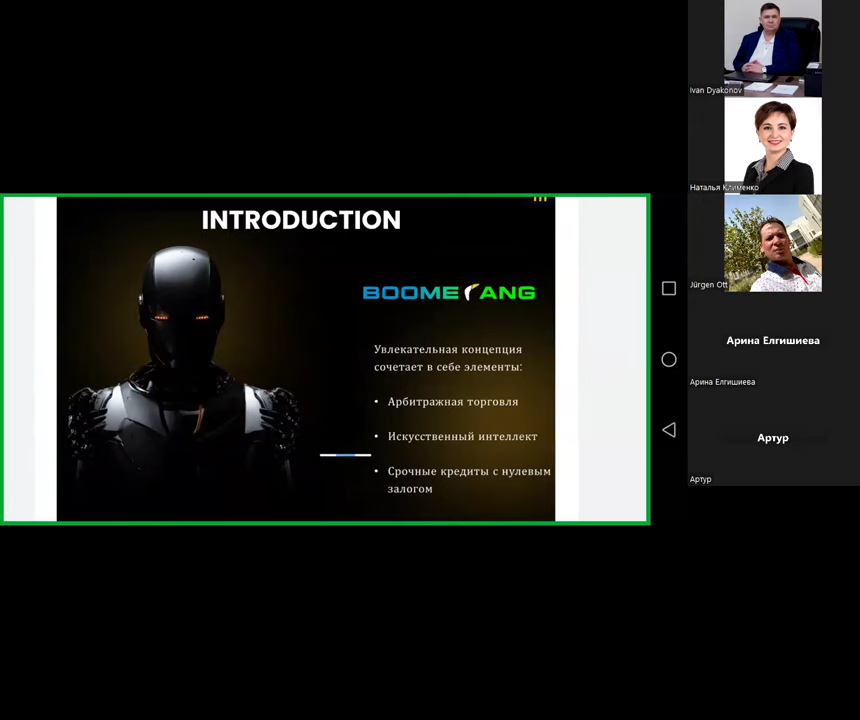 INTRODUCTION
BOOMERANG
Увлекательная концепция
сочетает в себе элементы:
• Арбитражная торговля
• Искусственный интеллект
• Срочные кредиты с нулевым
залогом
Ivan Dyakonov
Наталья Клименко
Jürgen Ott
Арина Елгишиева
Арина Елгишиева
Артур
Артур